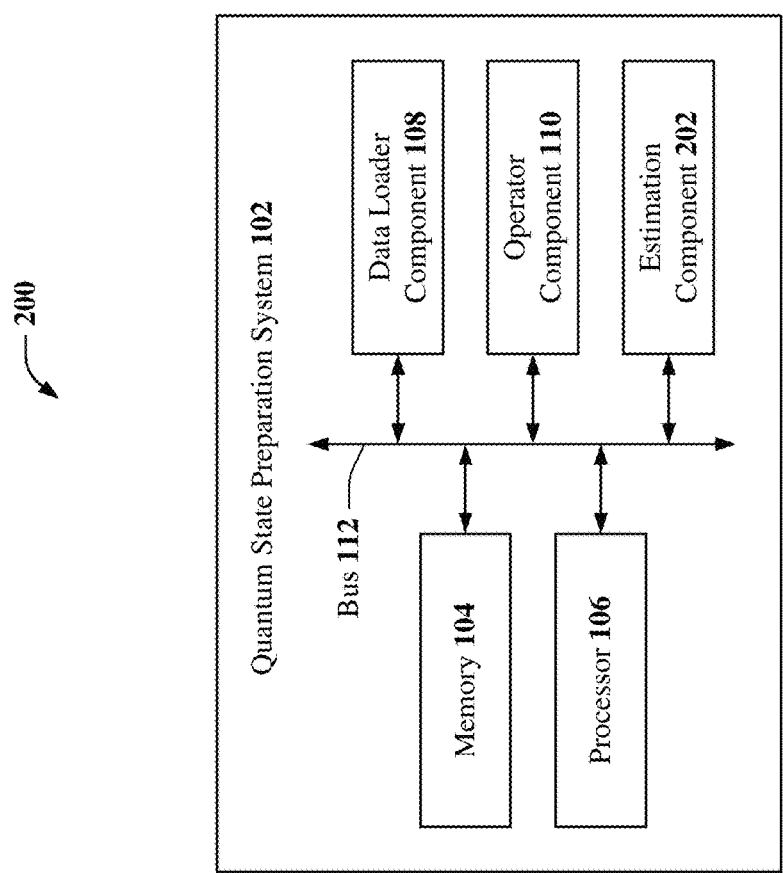 200
Quantum State Preparation System 102
Bus 112
Memory 104
Processor 106
Data Loader
Component 108
Operator
Component 110
Estimation
Component 202